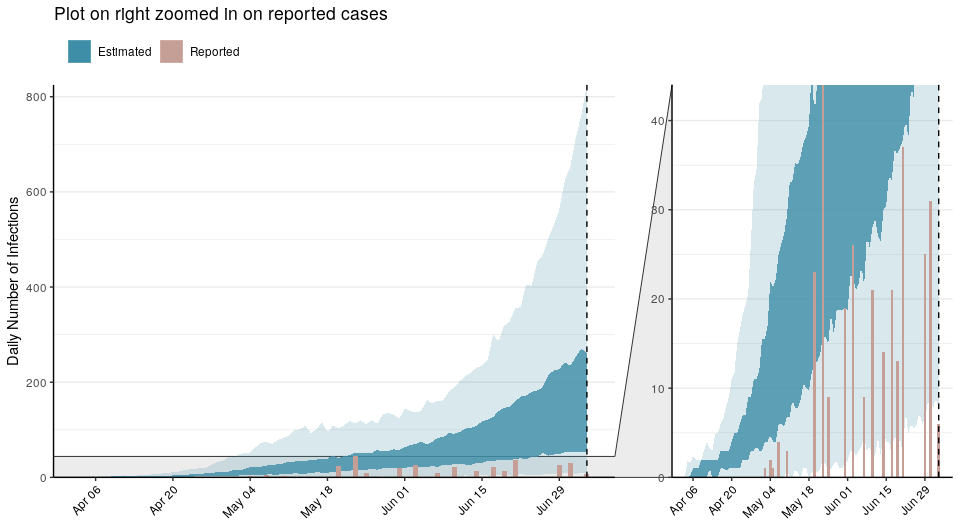 Plot on right zoomed in on reported cases
Estimated
Reported
Daily Number of Infections
800
600
400
200
0
Apr 06
Apr 20
May 04
May 18
Jun 01
Jun 15
Jun 29
40
30
20
10
0
Apr 06
Apr 20
May 04
May 18
Jun 01
Jun 15
Jun 29